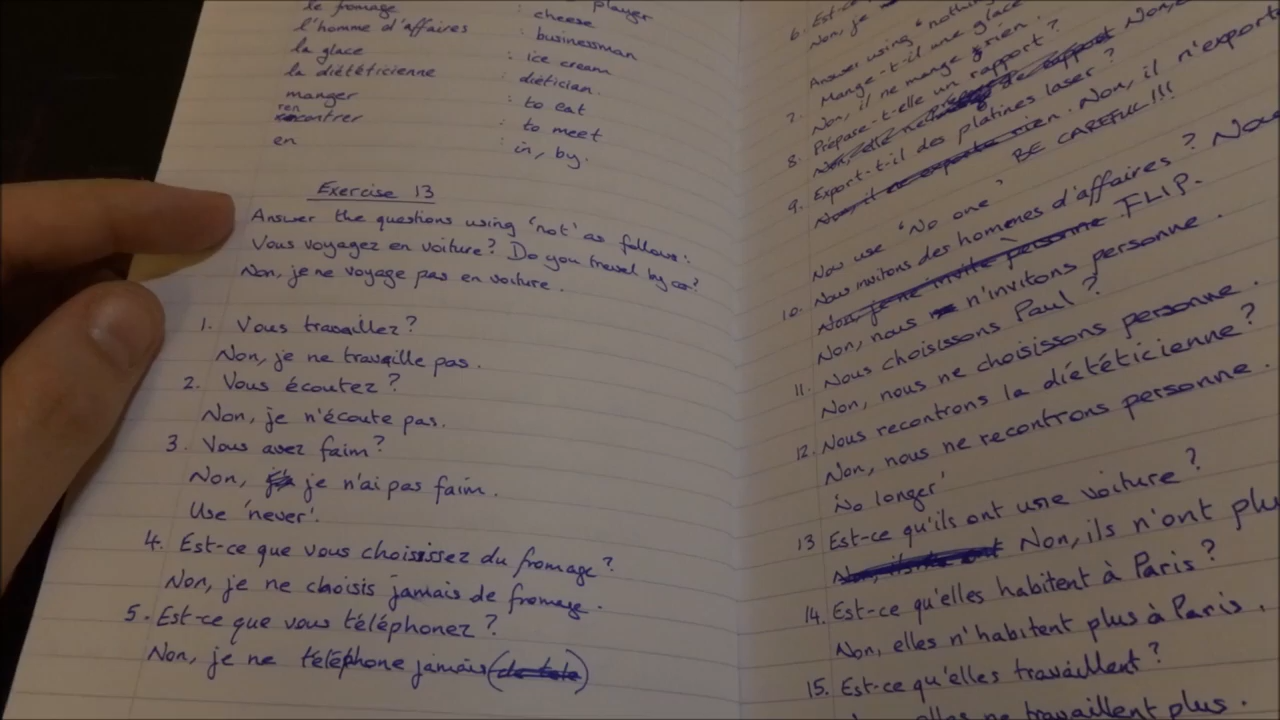 le fromage : cheese
l'homme d'affaires : businessman
la glace : ice cream
la diététicienne : dietician.
manger : to eat
rencontrer : to meet
en : in, by.
Exercise 13
Answer the questions using 'not' as follows:
Vous voyagez en voiture? Do you travel by car?
Non, je ne voyage pas en voiture.
1. Vous travaillez?
Non, je ne travaille pas.
2. Vous écoutez?
Non, je n'écoute pas.
3. Vous avez faim?
Non, je n'ai pas faim.
Use 'never'.
4. Est-ce que vous choisissez du fromage?
Non, je ne choisis jamais de fromage.
5. Est-ce que vous téléphonez?
Non, je ne téléphone jamais
6. Est-ce
Non, je
Answer using 'nothing
7. Mange-t-il une glace
Non, il ne mange rien.
8. Prépare-t-elle un rapport?
Non,
9. Export-t-il des platines laser?
Non, il n'export
BE CAREFUL!!!
Now use 'No one'
10. Nous invitons des hommes d'affaires?
FLIP.
Non, nous n'invitons personne.
11. Nous choisissons Paul?
Non, nous ne choisissons personne.
12. Nous recontrons la diététicienne?
Non, nous ne recontrons personne.
No longer'
13 Est-ce qu'ils ont une voiture?
Non, ils n'ont plu
14. Est-ce qu'elles habitent à Paris?
Non, elles n'habitent plus à Paris.
15. Est-ce qu'elles travaillent?
elles ne travaillent plus.